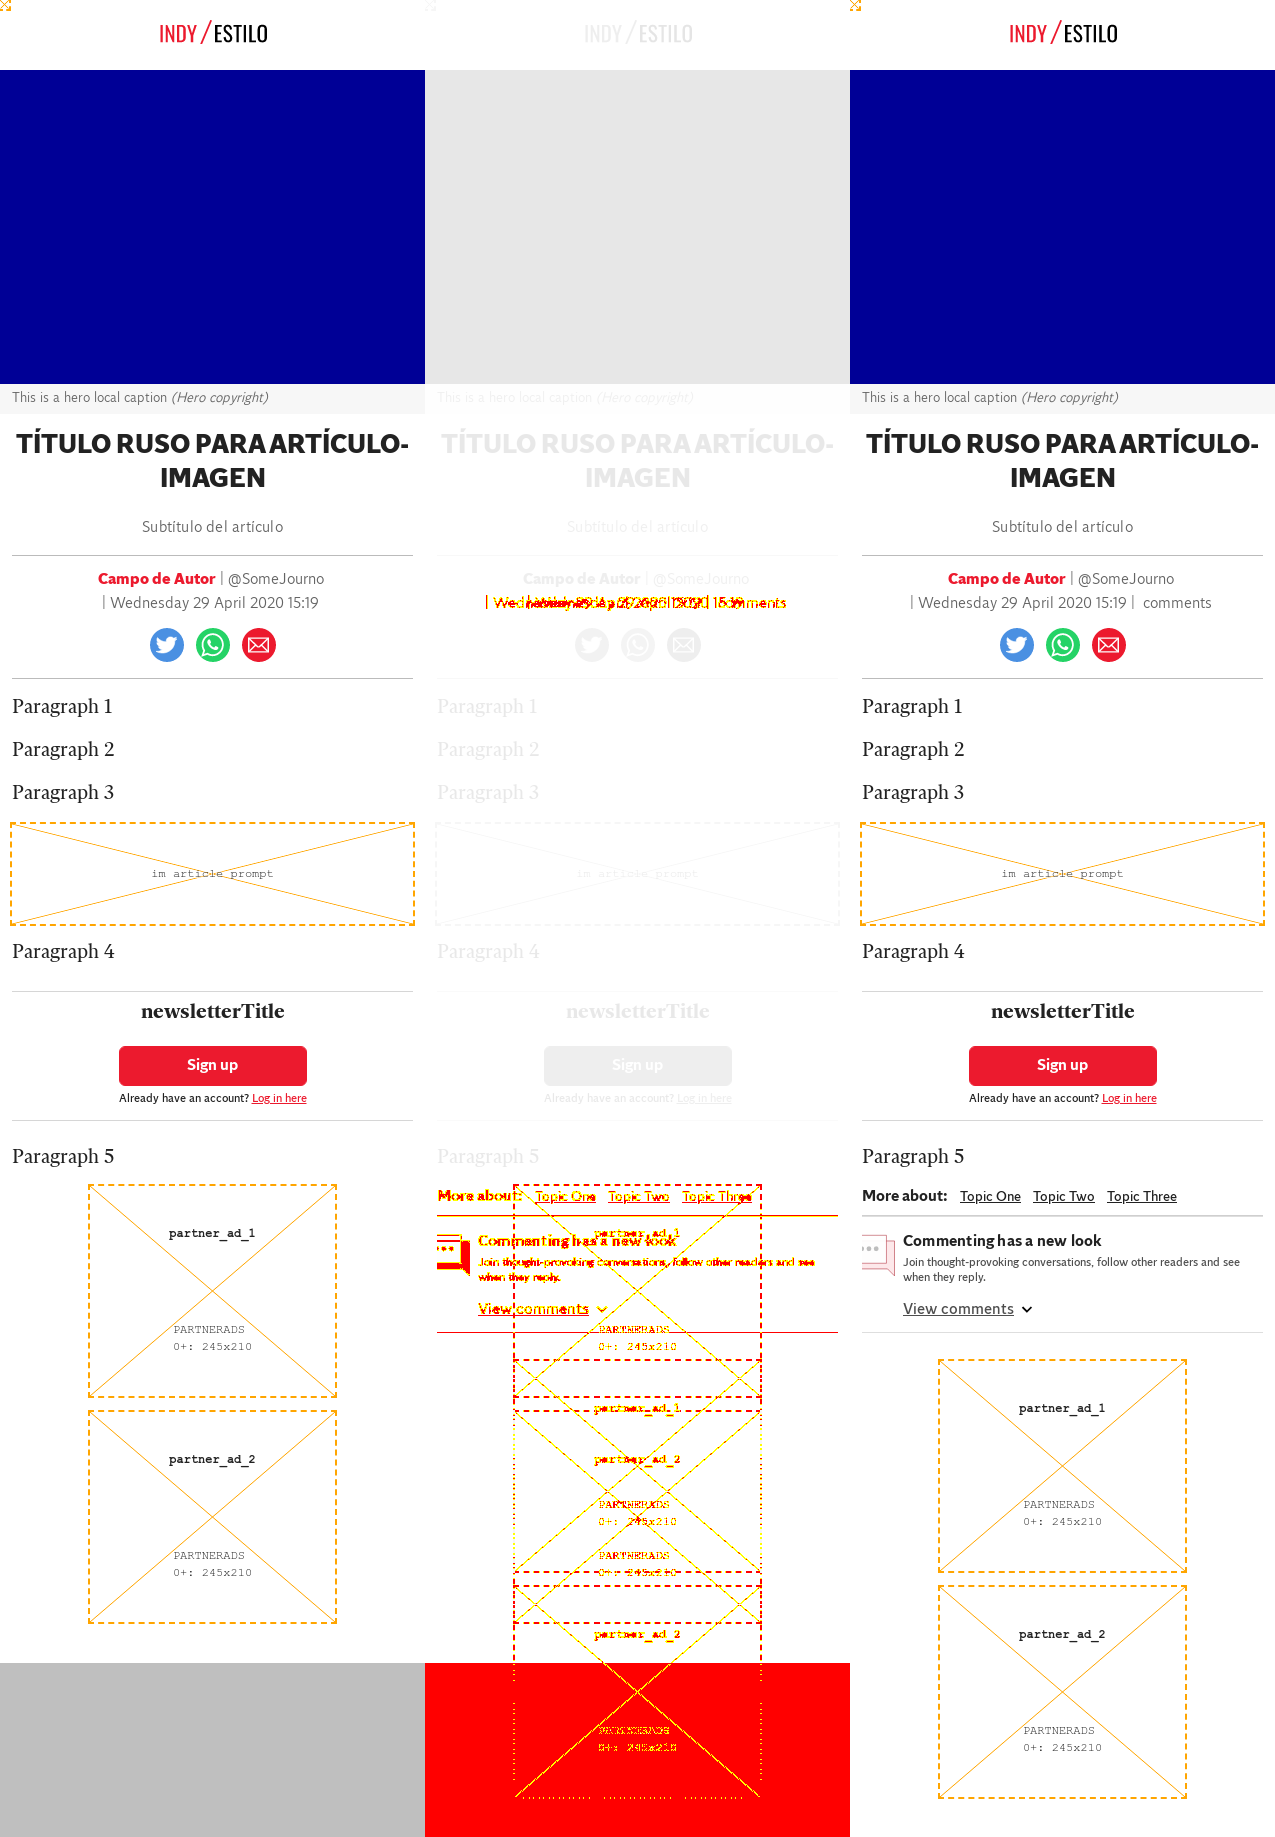 INDY/ESTILO
This is a hero local caption (Hero copyright)
TÍTULO RUSO PARA ARTÍCULO-
IMAGEN
Subtítulo del artículo
Campo de Autor | @SomeJourno
| Wednesday 29 April 2020 15:19
Paragraph 1
Paragraph 2
Paragraph 3
im article prompt
Paragraph 4
newsletterTitle
Sign up
Already have an account? Log in here
Paragraph 5
partner_ad_1
PARTNERADS
0+: 245x210
partner_ad_2
PARTNERADS
0+: 245x210
INDY/ESTILO
This is a hero local caption (Hero copyright)
TÍTULO RUSO PARA ARTÍCULO-
IMAGEN
Subtítulo del artículo
Campo de Autor | @SomeJourno
Paragraph 1
Paragraph 2
Paragraph 3
im article prompt
Paragraph 4
newsletterTitle
Sign up
Already have an account? Log in here
Paragraph 5
More about: Topic One Topic Two Topic Three
partner_ad_1
Commenting has a new look
Join thought-provoking conversations, follow other readers and see
when they reply.
View comments
PARTNERADS
0+: 245x210
partner_ad_1
partner_ad_2
PARTNERADS
0+: 245x210
PARTNERADS
0+: 245x210
partner_ad_2
PARTNERADS
0+: 245x210
INDY/ESTILO
This is a hero local caption (Hero copyright)
TÍTULO RUSO PARA ARTÍCULO-
IMAGEN
Subtítulo del artículo
Campo de Autor | @SomeJourno
| Wednesday 29 April 2020 15:19 | comments
Paragraph 1
Paragraph 2
Paragraph 3
im article prompt
Paragraph 4
newsletterTitle
Sign up
Already have an account? Log in here
Paragraph 5
More about: Topic One Topic Two Topic Three
Commenting has a new look
Join thought-provoking conversations, follow other readers and see
when they reply.
View comments
partner_ad_1
PARTNERADS
0+: 245x210
partner_ad_2
PARTNERADS
0+: 245x210